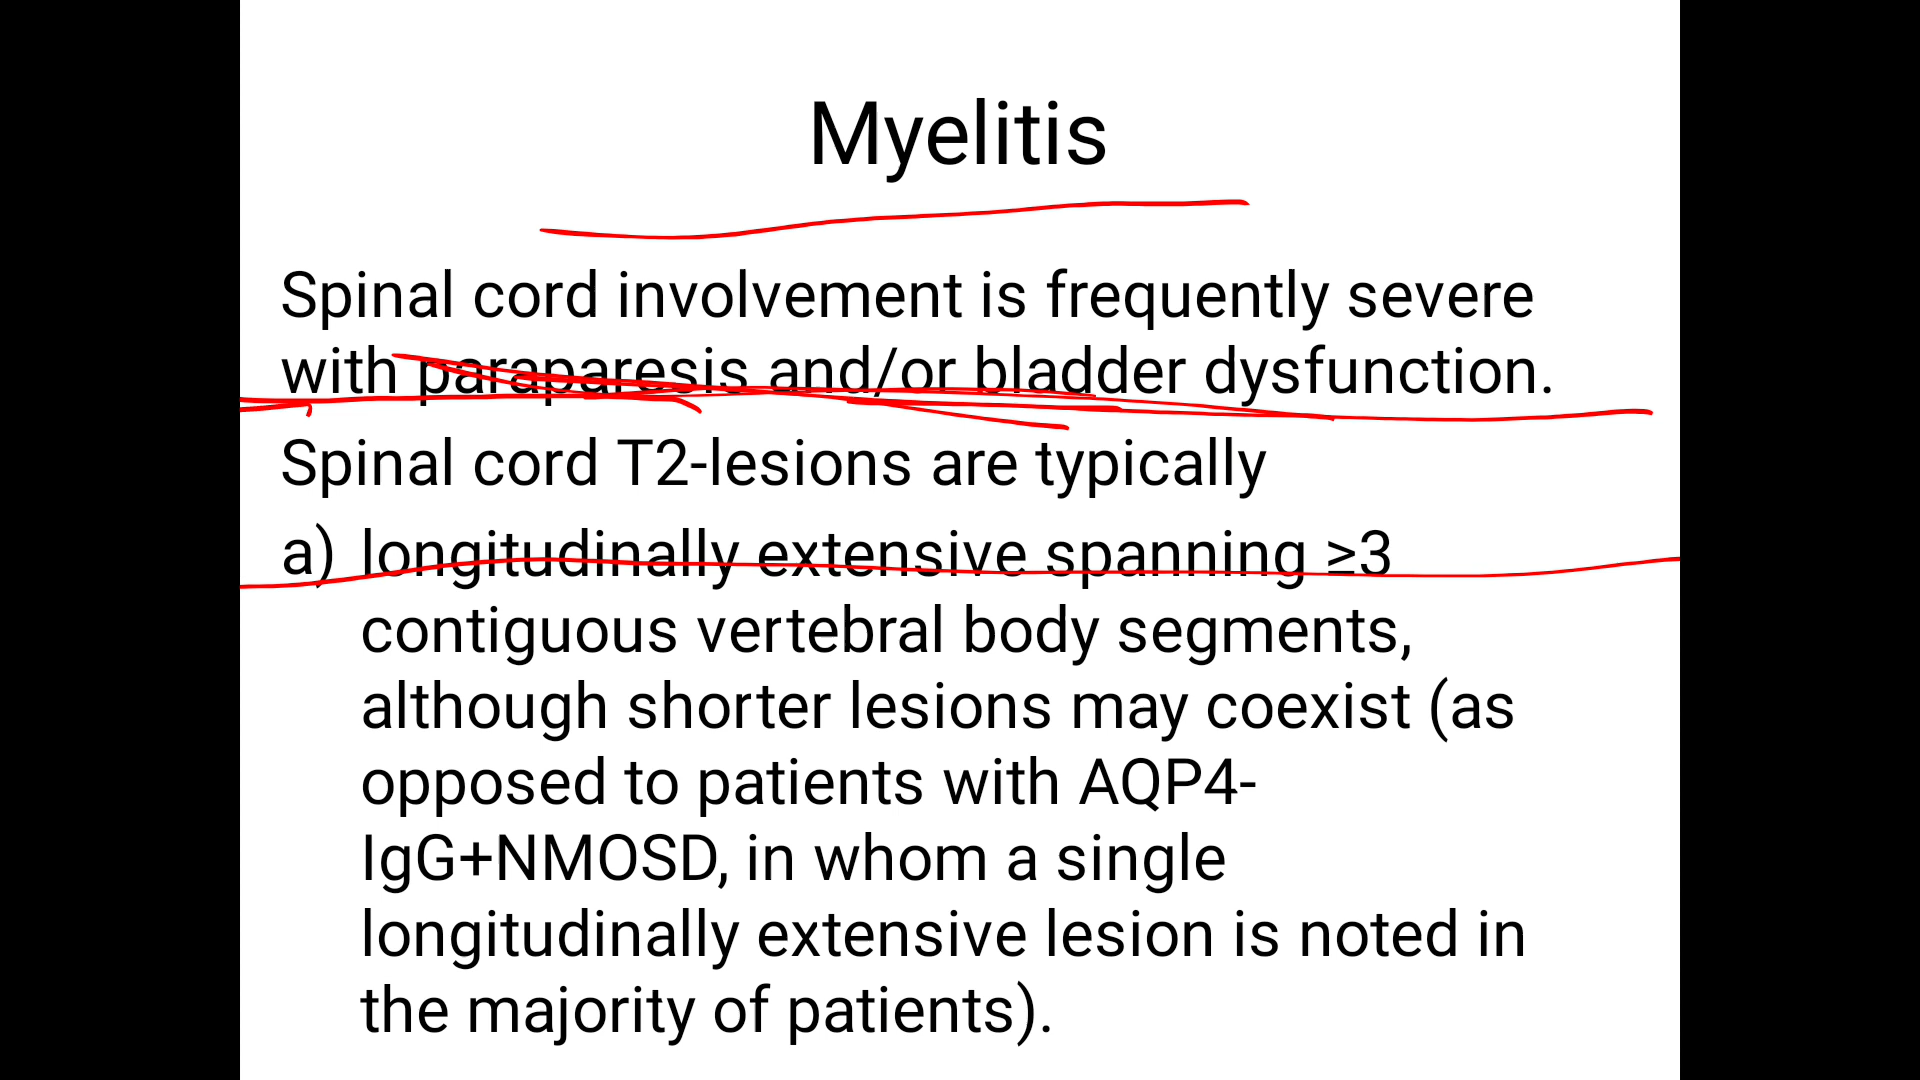 Myelitis
Spinal cord involvement is frequently severe
with paraparesis and/or bladder dysfunction.
Spinal cord T2-lesions are typically
a) longitudinally extensive spanning ≥3
contiguous vertebral body segments,
although shorter lesions may coexist (as
opposed to patients with AQP4-
IgG+NMOSD, in whom a single
longitudinally extensive lesion is noted in
the majority of patients).